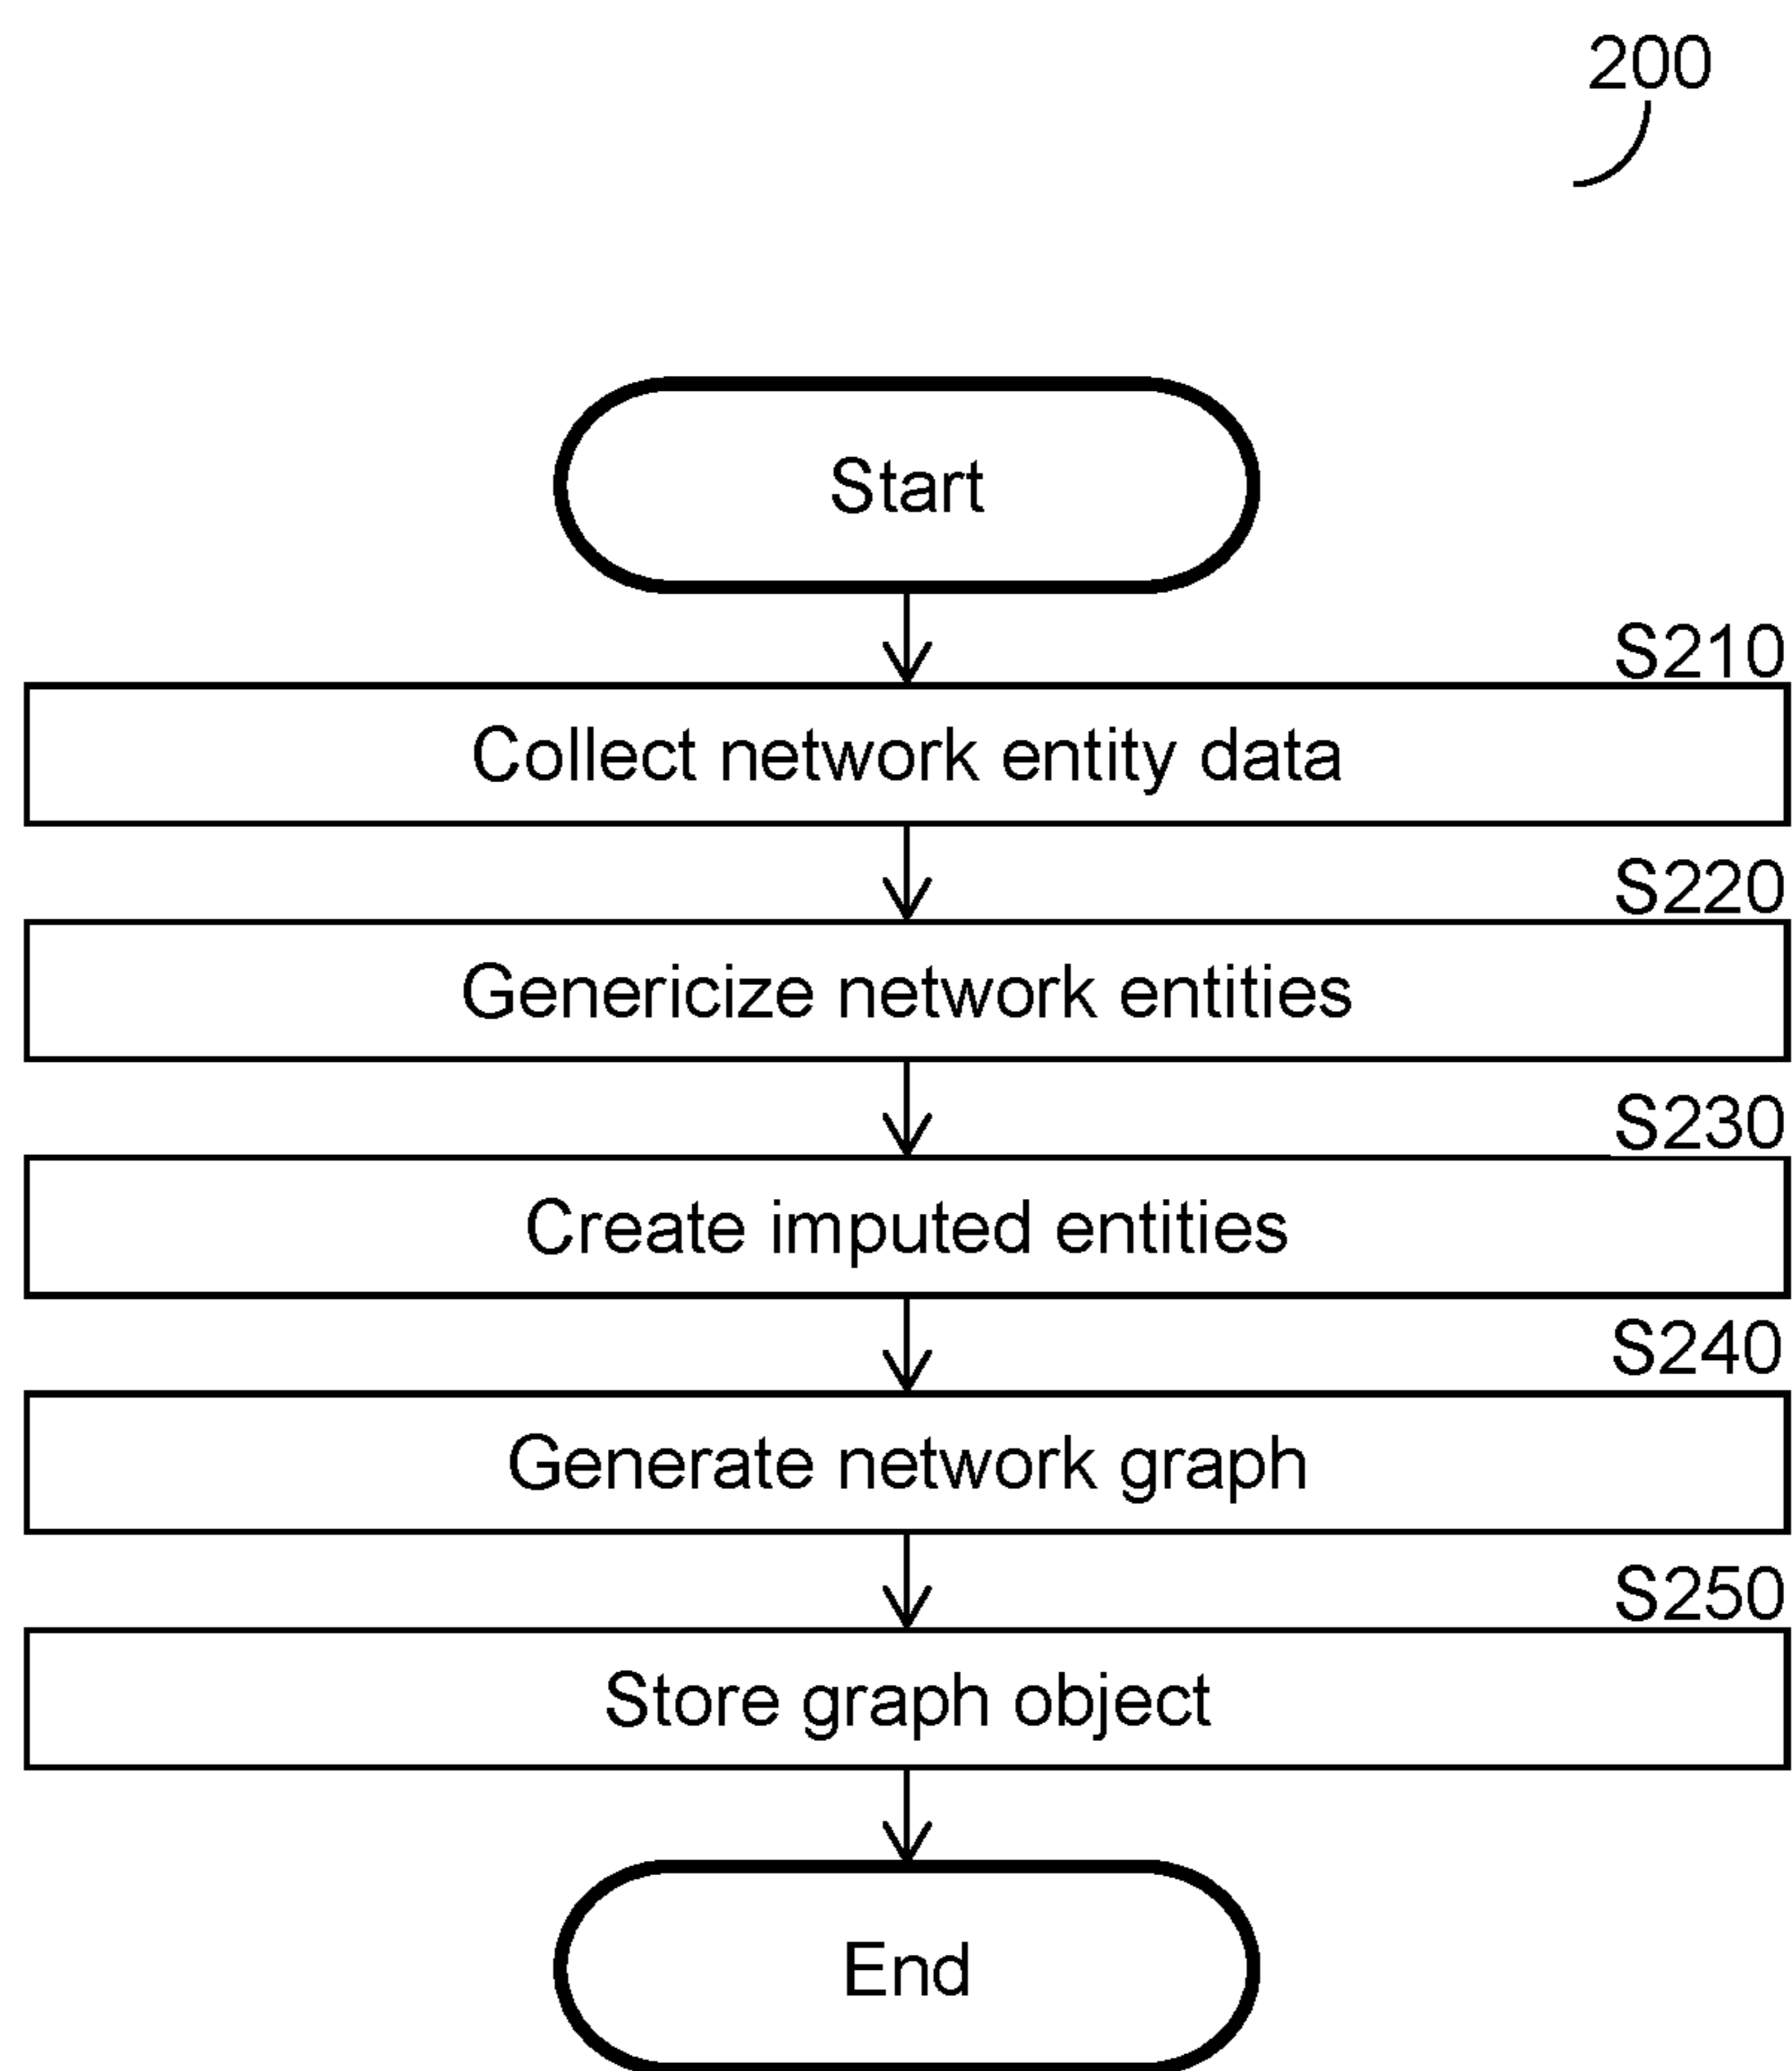 200
Start
S210
Collect network entity data
S220
Genericize network entities
S230
Create imputed entities
S240
Generate network graph
S250
Store graph object
End